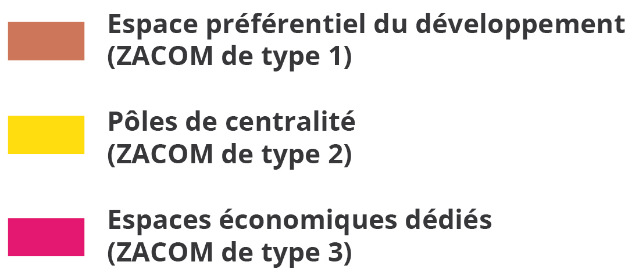 Espace préférentiel du développement
(ZACOM de type 1)
Pôles de centralité
(ZACOM de type 2)
Espaces économiques dédiés
(ZACOM de type 3)